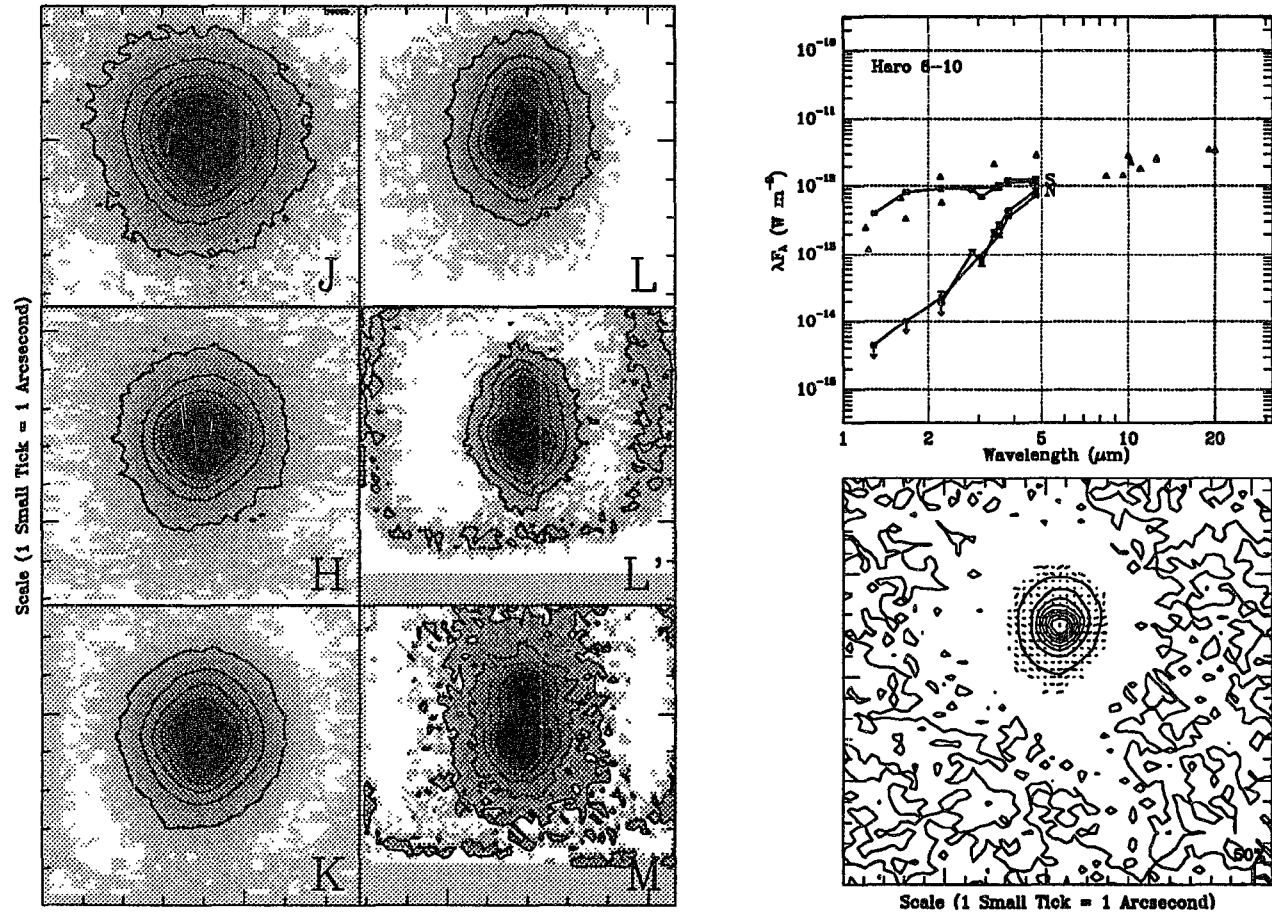 Scale (1 Small Tick = 1 Arcsecond)
J
L
H
L'
K
M
Haro 6-10
λFλ (W m⁻²)
10⁻¹⁰
10⁻¹¹
10⁻¹²
10⁻¹³
10⁻¹⁴
10⁻¹⁵
S
N
1
2
5
10
20
Wavelength (μm)
Scale (1 Small Tick = 1 Arcsecond)